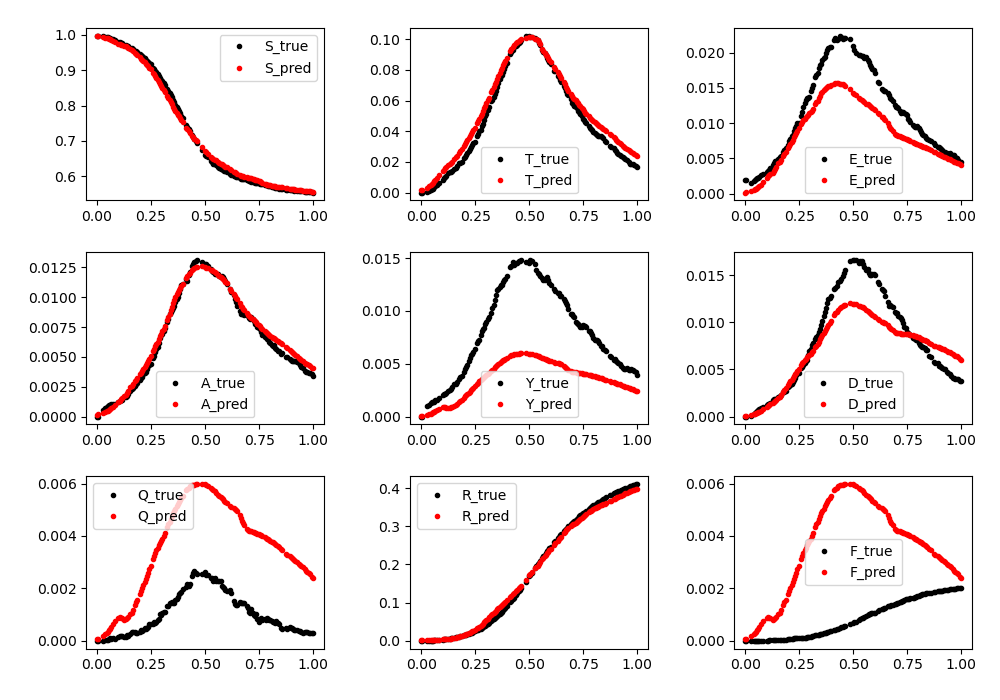 1.0
0.9
0.8
0.7
0.6
S_true
S_pred
0.00 0.25 0.50 0.75 1.00
0.10
0.08
0.06
0.04
0.02
0.00
T_true
T_pred
0.00 0.25 0.50 0.75 1.00
0.020
0.015
0.010
0.005
0.000
E_true
E_pred
0.00 0.25 0.50 0.75 1.00
0.0125
0.0100
0.0075
0.0050
0.0025
0.0000
A_true
A_pred
0.00 0.25 0.50 0.75 1.00
0.015
0.010
0.005
0.000
Y_true
Y_pred
0.00 0.25 0.50 0.75 1.00
0.015
0.010
0.005
0.000
D_true
D_pred
0.00 0.25 0.50 0.75 1.00
0.006
0.004
0.002
0.000
Q_true
Q_pred
0.00 0.25 0.50 0.75 1.00
0.4
0.3
0.2
0.1
0.0
R_true
R_pred
0.00 0.25 0.50 0.75 1.00
0.006
0.004
0.002
0.000
F_true
F_pred
0.00 0.25 0.50 0.75 1.00